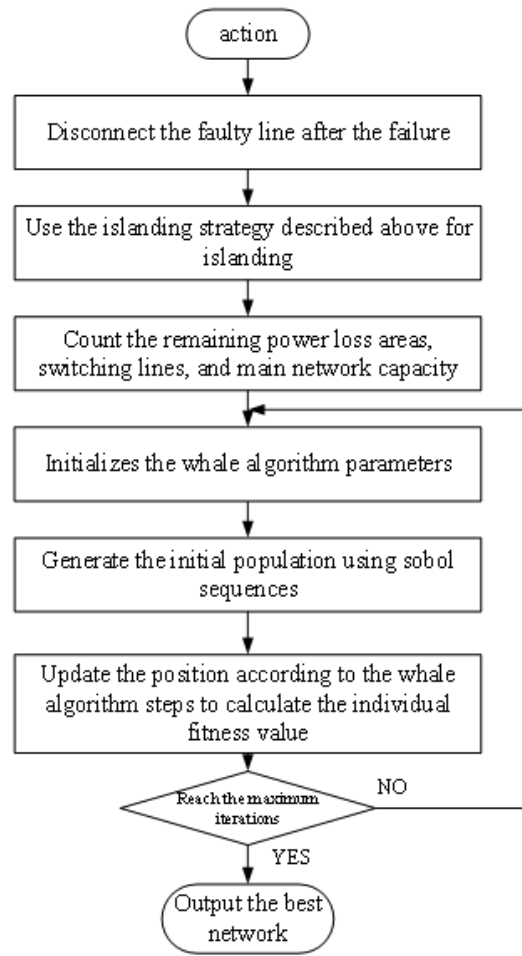 action
Disconnect the faulty line after the failure
Use the islanding strategy described above for
islanding
Count the remaining power loss areas,
switching lines, and main network capacity
Initializes the whale algorithm parameters
Generate the initial population using sobol
sequences
Update the position according to the whale
algorithm steps to calculate the individual
fitness value
Reach the maximum
iterations
NO
YES
Output the best
network